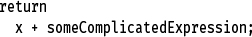 return
  x + someComplicatedExpression;